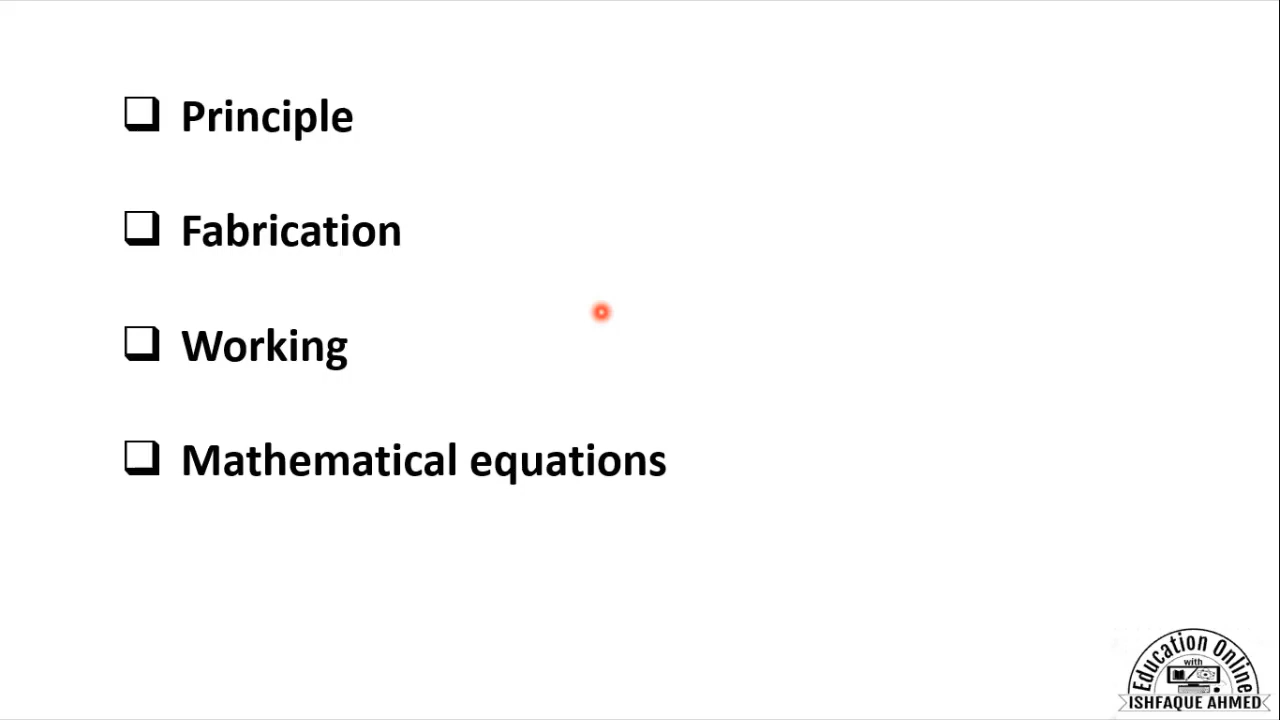 Principle
Fabrication
Working
Mathematical equations
Education Online
with
ISHFAQUE AHMED